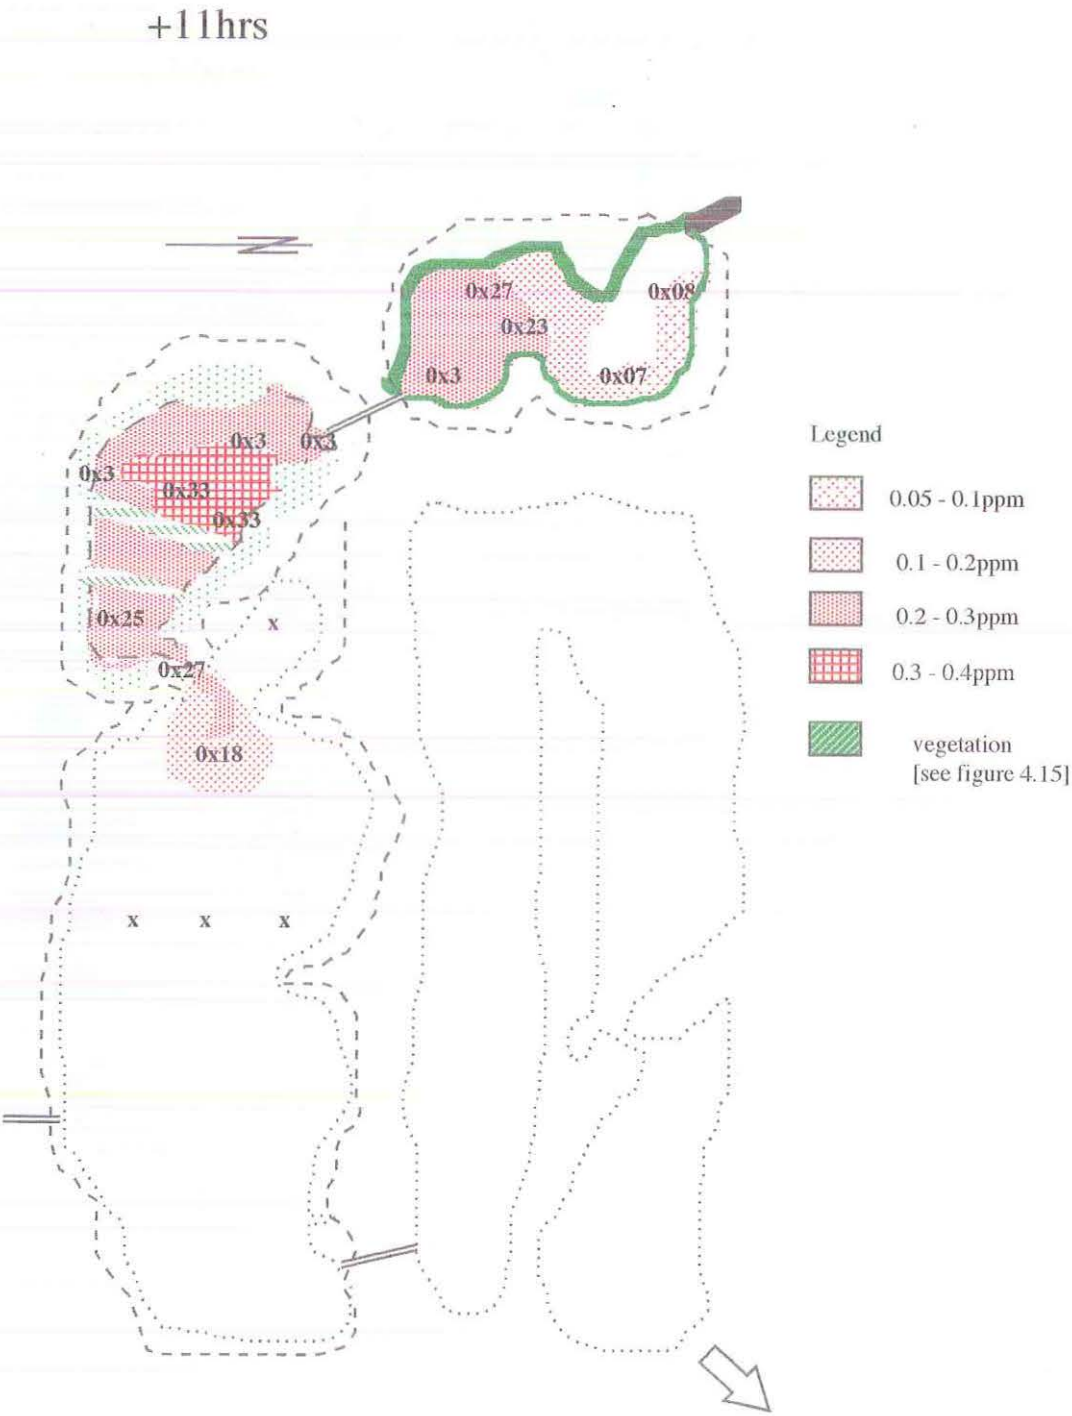 +11hrs
N
0x27
0x08
0x23
0x3
0x07
0x3
0x3
0x3
0x33
0x33
0x25
x
0x27
0x18
x x x
Legend
0.05 - 0.1ppm
0.1 - 0.2ppm
0.2 - 0.3ppm
0.3 - 0.4ppm
vegetation
[see figure 4.15]